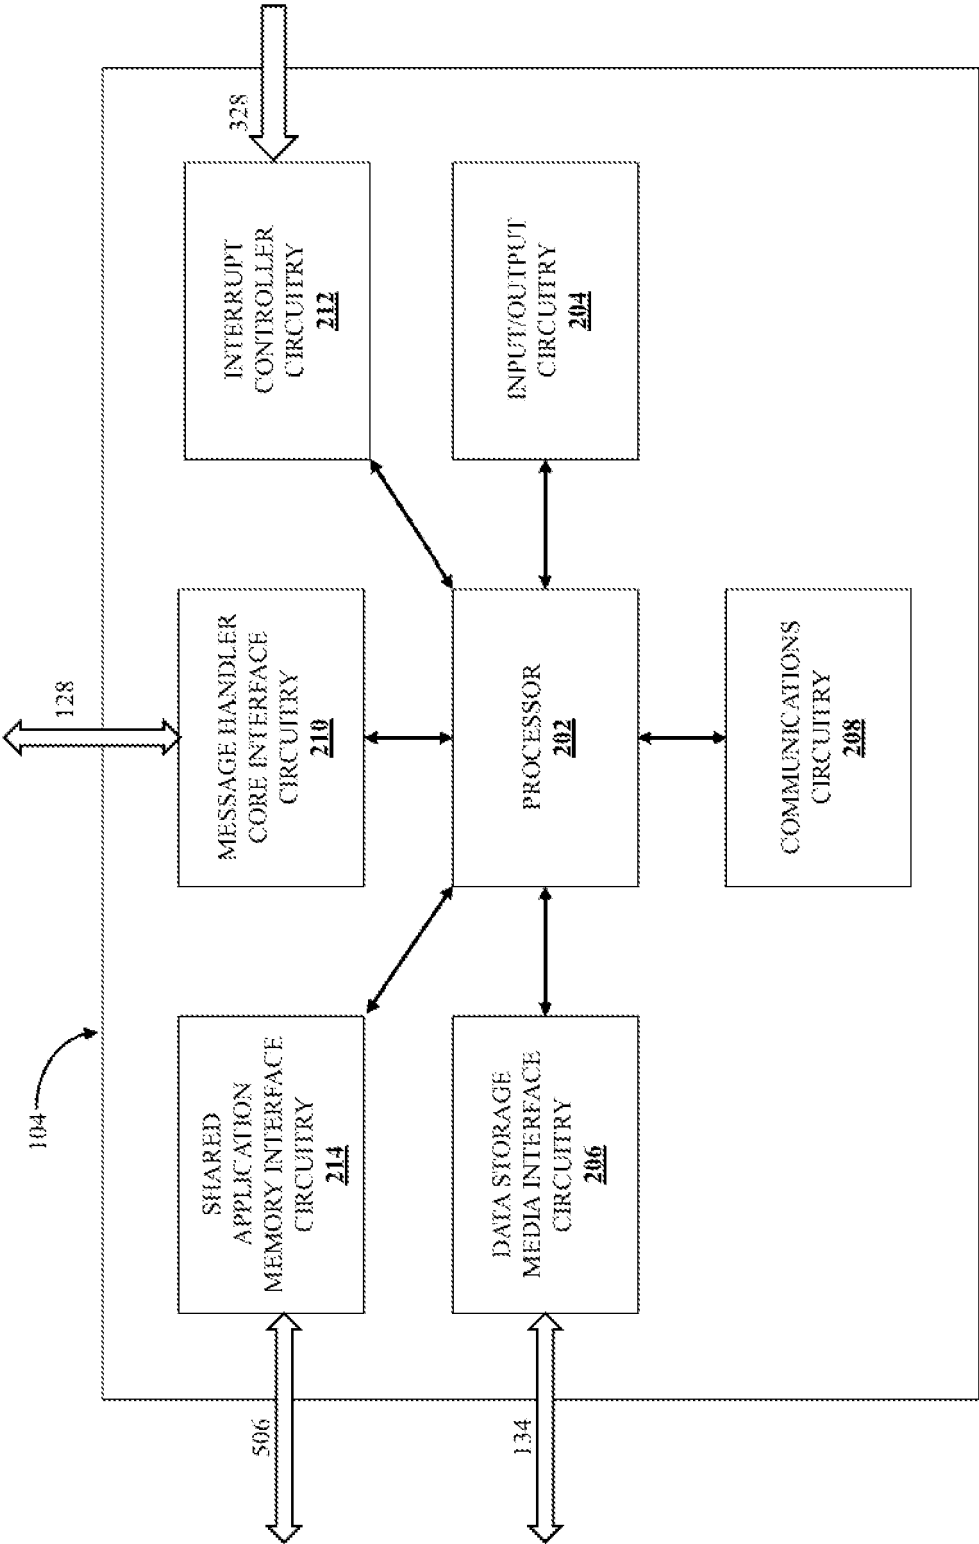 104
506
SHARED
APPLICATION
MEMORY INTERFACE
CIRCUITRY
214
128
MESSAGE HANDLER
CORE INTERFACE
CIRCUITERY
210
328
INTERRUPT
CONTROLLER
CIRCUITRY
212
134
DATA STORAGE
MEDIA INTERFACE
CIRCUITRY
206
PROCESSOR
202
INPUT/OUTPUT
CIRCUITRY
204
COMMUNICATIONS
CIRCUITRY
208